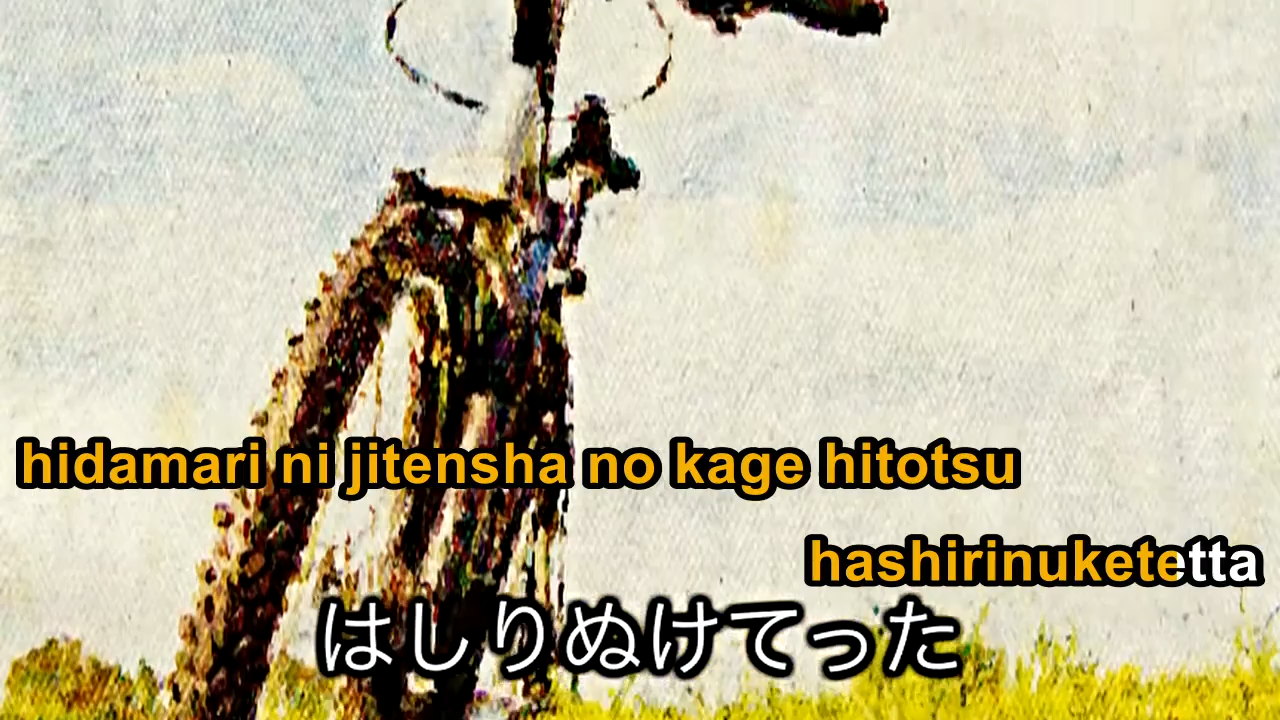 hidamari ni jitensha no kage hitotsu
hashirinuketetta
はしりぬけてった